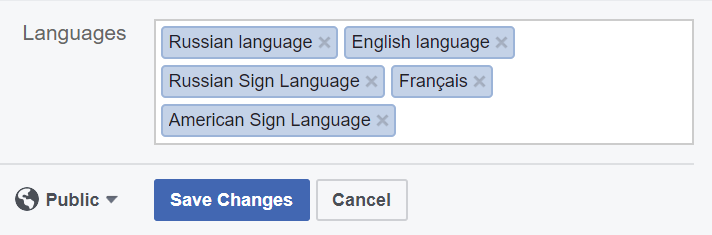 Languages
Russian language × English language ×
Russian Sign Language × Français ×
American Sign Language ×
Public Save Changes Cancel